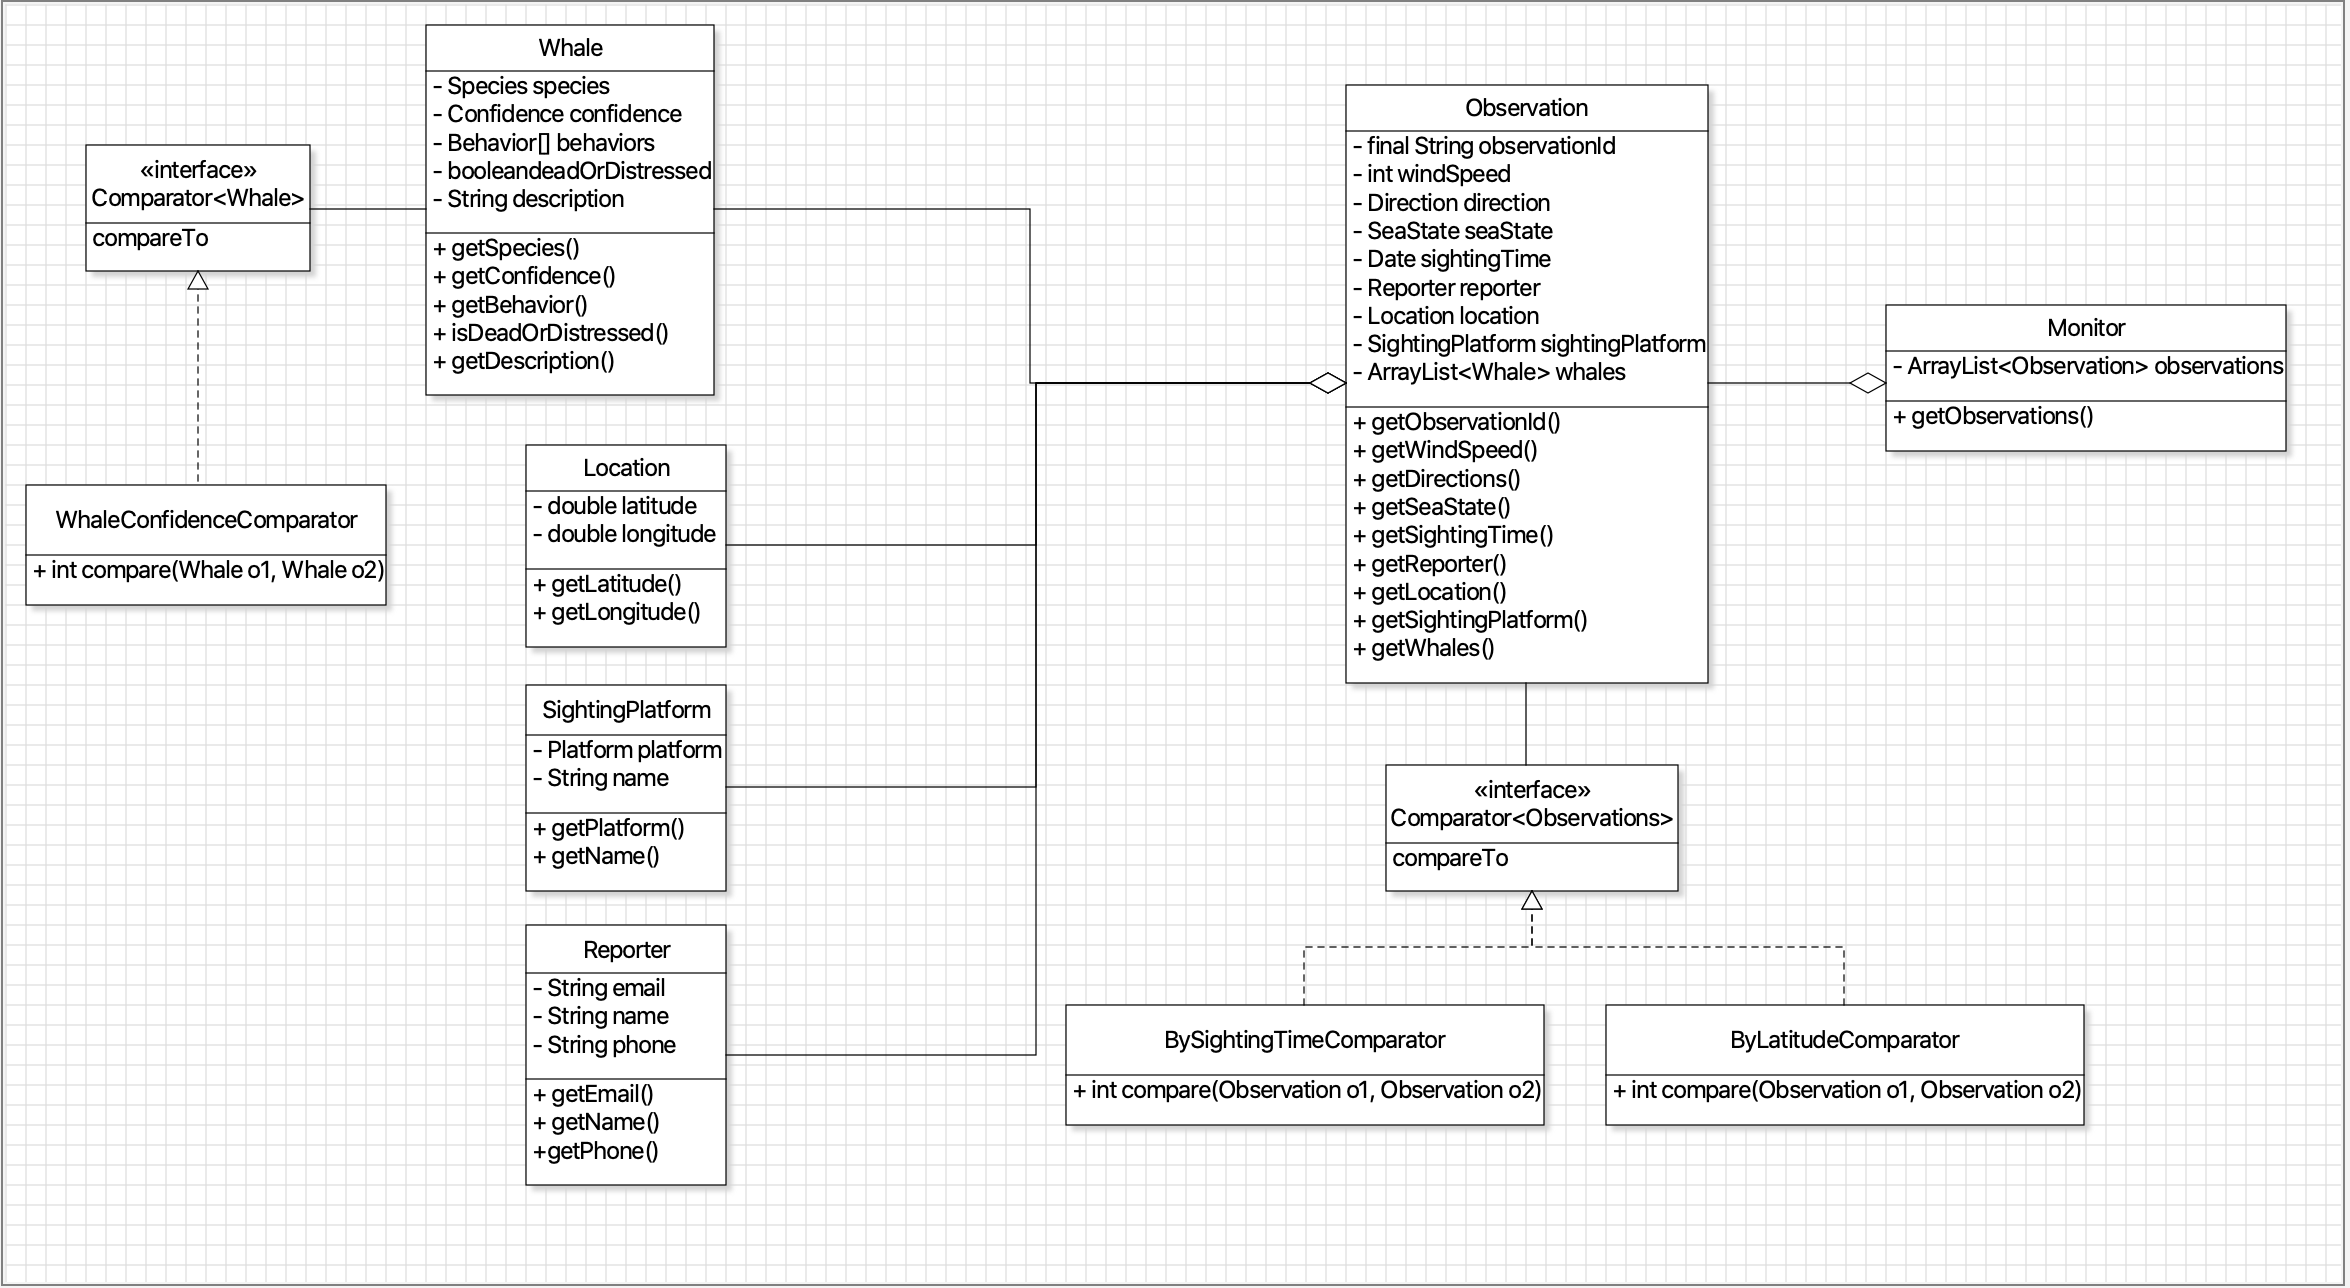 Whale
- Species species
- Confidence confidence
- Behavior[] behaviors
- booleandeadOrDistressed
- String description
+ getSpecies()
+ getConfidence()
+ getBehavior()
+ isDeadOrDistressed()
+ getDescription()
«interface»
Comparator<Whale>
compareTo
WhaleConfidenceComparator
+ int compare(Whale o1, Whale o2)
Location
- double latitude
- double longitude
+ getLatitude()
+ getLongitude()
SightingPlatform
- Platform platform
- String name
+ getPlatform()
+ getName()
Reporter
- String email
- String name
- String phone
+ getEmail()
+ getName()
+getPhone()
Observation
- final String observationId
- int windSpeed
- Direction direction
- SeaState seaState
- Date sightingTime
- Reporter reporter
- Location location
- SightingPlatform sightingPlatform
- ArrayList<Whale> whales
+ getObservationId()
+ getWindSpeed()
+ getDirections()
+ getSeaState()
+ getSightingTime()
+ getReporter()
+ getLocation()
+ getSightingPlatform()
+ getWhales()
Monitor
- ArrayList<Observation> observations
+ getObservations()
«interface»
Comparator<Observations>
compareTo
BySightingTimeComparator
+ int compare(Observation o1, Observation o2)
ByLatitudeComparator
+ int compare(Observation o1, Observation o2)